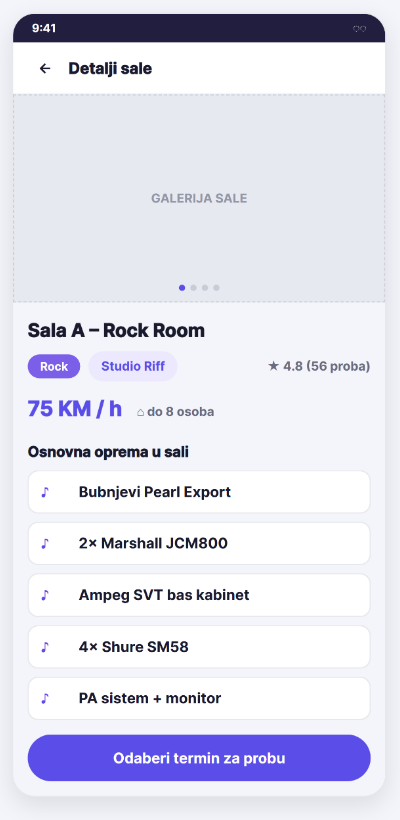 9:41
← Detalji sale
GALERIJA SALE
Sala A – Rock Room
Rock Studio Riff ★ 4.8 (56 proba)
75 KM / h ⌂ do 8 osoba
Osnovna oprema u sali
♪ Bubnjevi Pearl Export
♪ 2× Marshall JCM800
♪ Ampeg SVT bas kabinet
♪ 4× Shure SM58
♪ PA sistem + monitor
Odaberi termin za probu